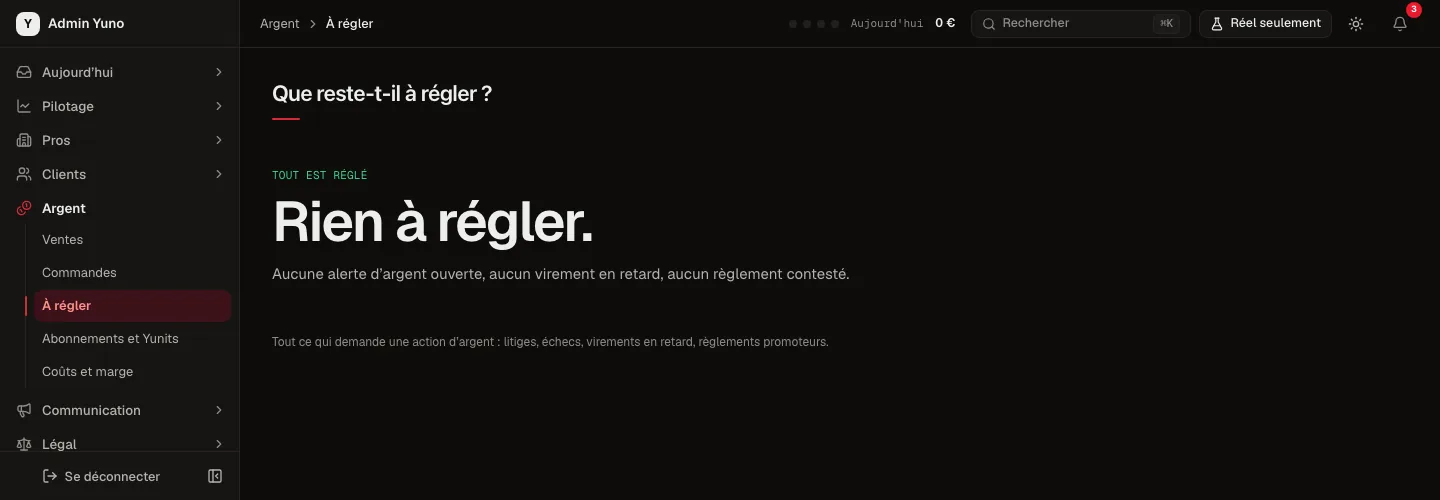 Y Admin Yuno
Argent > À régler
Aujourd'hui 0 €
Rechercher ⌘K
Réel seulement
3
Aujourd'hui
Pilotage
Pros
Clients
Argent
Ventes
Commandes
À régler
Abonnements et Yunits
Coûts et marge
Communication
Légal
Se déconnecter
Que reste-t-il à régler ?
TOUT EST RÉGLÉ
Rien à régler.
Aucune alerte d’argent ouverte, aucun virement en retard, aucun règlement contesté.
Tout ce qui demande une action d’argent : litiges, échecs, virements en retard, règlements promoteurs.